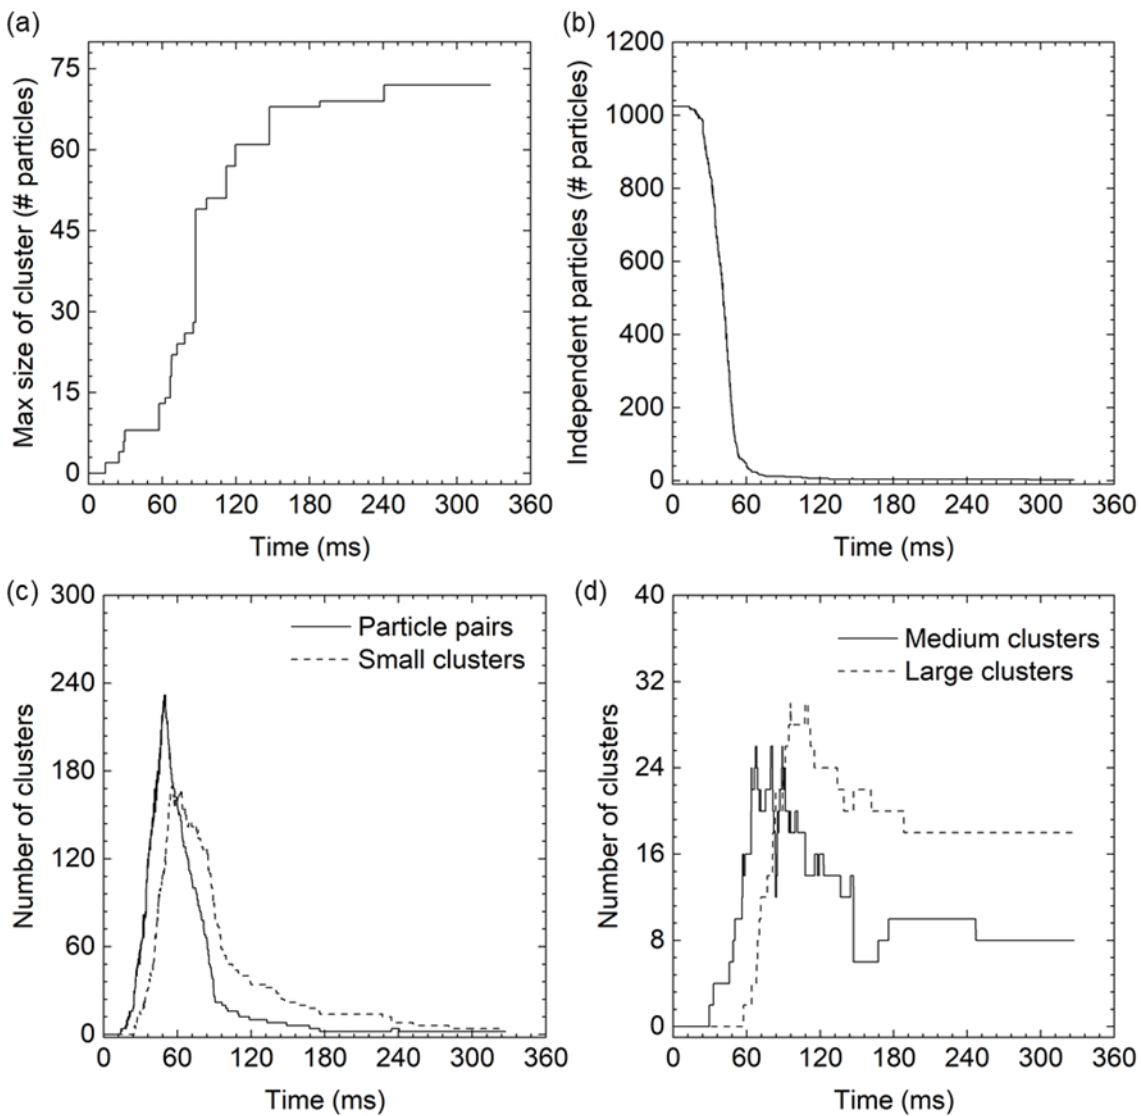 (a)
Max size of cluster (# particles)
75
60
45
30
15
0
0 60 120 180 240 300 360
Time (ms)
(b)
Independent particles (# particles)
1200
1000
800
600
400
200
0
0 60 120 180 240 300 360
Time (ms)
(c)
Number of clusters
300
240
180
120
60
0
Particle pairs
Small clusters
0 60 120 180 240 300 360
Time (ms)
(d)
Number of clusters
40
32
24
16
8
0
Medium clusters
Large clusters
0 60 120 180 240 300 360
Time (ms)